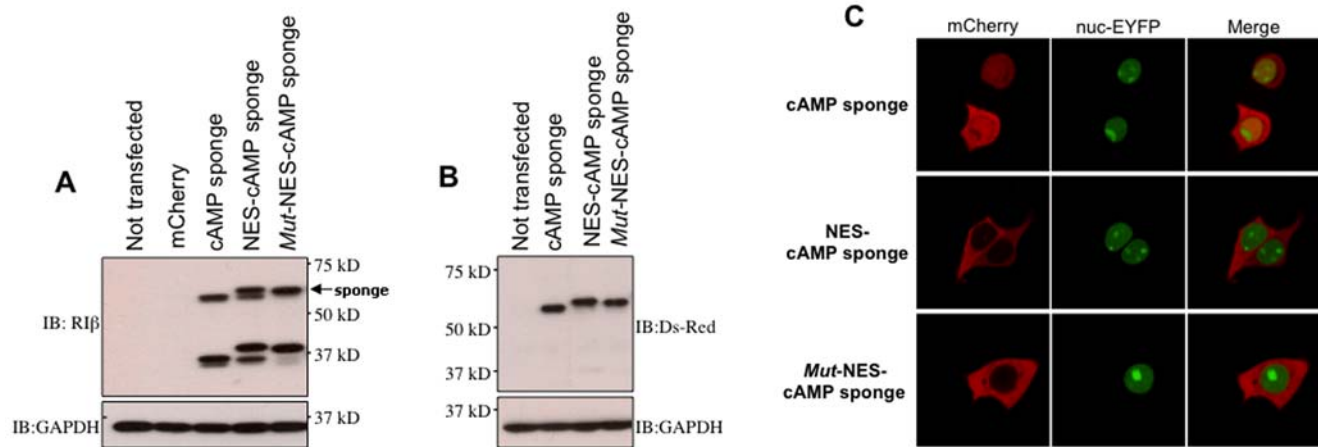 A
Not transfected
mCherry
cAMP sponge
NES-cAMP sponge
Mut-NES-cAMP sponge
75 kD
sponge
50 kD
IB: RIβ
37 kD
37 kD
IB:GAPDH
B
Not transfected
cAMP sponge
NES-cAMP sponge
Mut-NES-cAMP sponge
75 kD
50 kD
IB:Ds-Red
37 kD
37 kD
IB:GAPDH
C
mCherry nuc-EYFP Merge
cAMP sponge
NES-
cAMP sponge
Mut-NES-
cAMP sponge